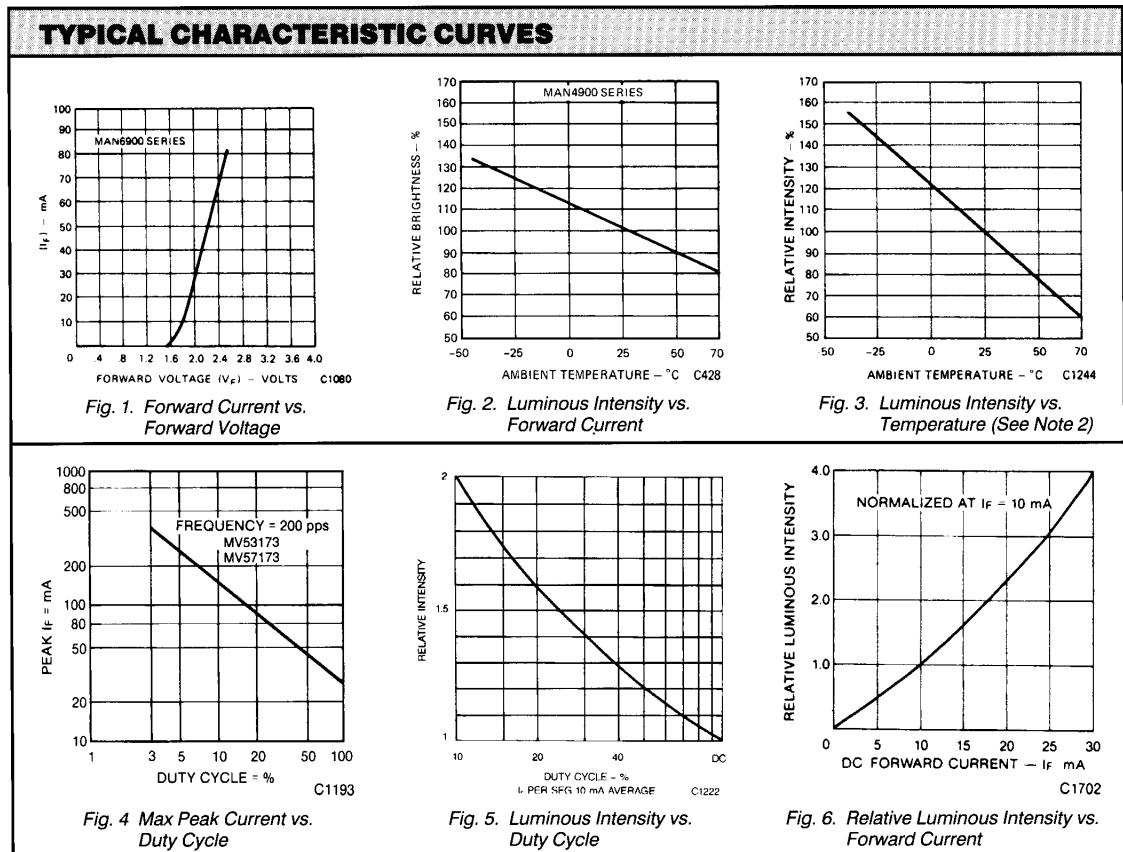 TYPICAL CHARACTERISTIC CURVES
100
90
80
70
60
50
40
30
20
10
(IF) – mA
MAN6900 SERIES
0 .4 .8 1.2 1.6 2.0 2.4 2.8 3.2 3.6 4.0
FORWARD VOLTAGE (VF) – VOLTS C1080
Fig. 1. Forward Current vs.
Forward Voltage
170
160
150
140
130
120
110
100
90
80
70
60
50
RELATIVE BRIGHTNESS – %
MAN4900 SERIES
-50 -25 0 25 50 70
AMBIENT TEMPERATURE – °C C428
Fig. 2. Luminous Intensity vs.
Forward Current
170
160
150
140
130
120
110
100
90
80
70
60
50
RELATIVE INTENSITY – %
-50 -25 0 25 50 70
AMBIENT TEMPERATURE – °C C1244
Fig. 3. Luminous Intensity vs.
Temperature (See Note 2)
1000
800
500
200
100
80
50
20
10
PEAK IF = mA
FREQUENCY = 200 pps
MV53173
MV57173
1 3 5 10 20 50 100
DUTY CYCLE = %
C1193
Fig. 4 Max Peak Current vs.
Duty Cycle
2
1.5
1
RELATIVE INTENSITY
10 20 40 DC
DUTY CYCLE – %
IF PER SEG 10 mA AVERAGE C1222
Fig. 5. Luminous Intensity vs.
Duty Cycle
4.0
3.0
2.0
1.0
RELATIVE LUMINOUS INTENSITY
NORMALIZED AT IF = 10 mA
0 5 10 15 20 25 30
DC FORWARD CURRENT — IF mA
C1702
Fig. 6. Relative Luminous Intensity vs.
Forward Current